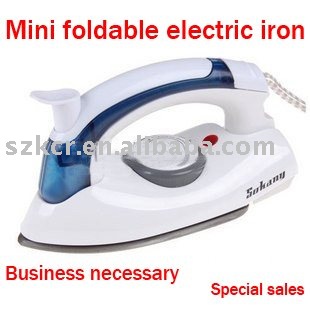 Mini foldable electric iron
szkcr.en.alibaba.com
Sokany
Business necessary
Special sales